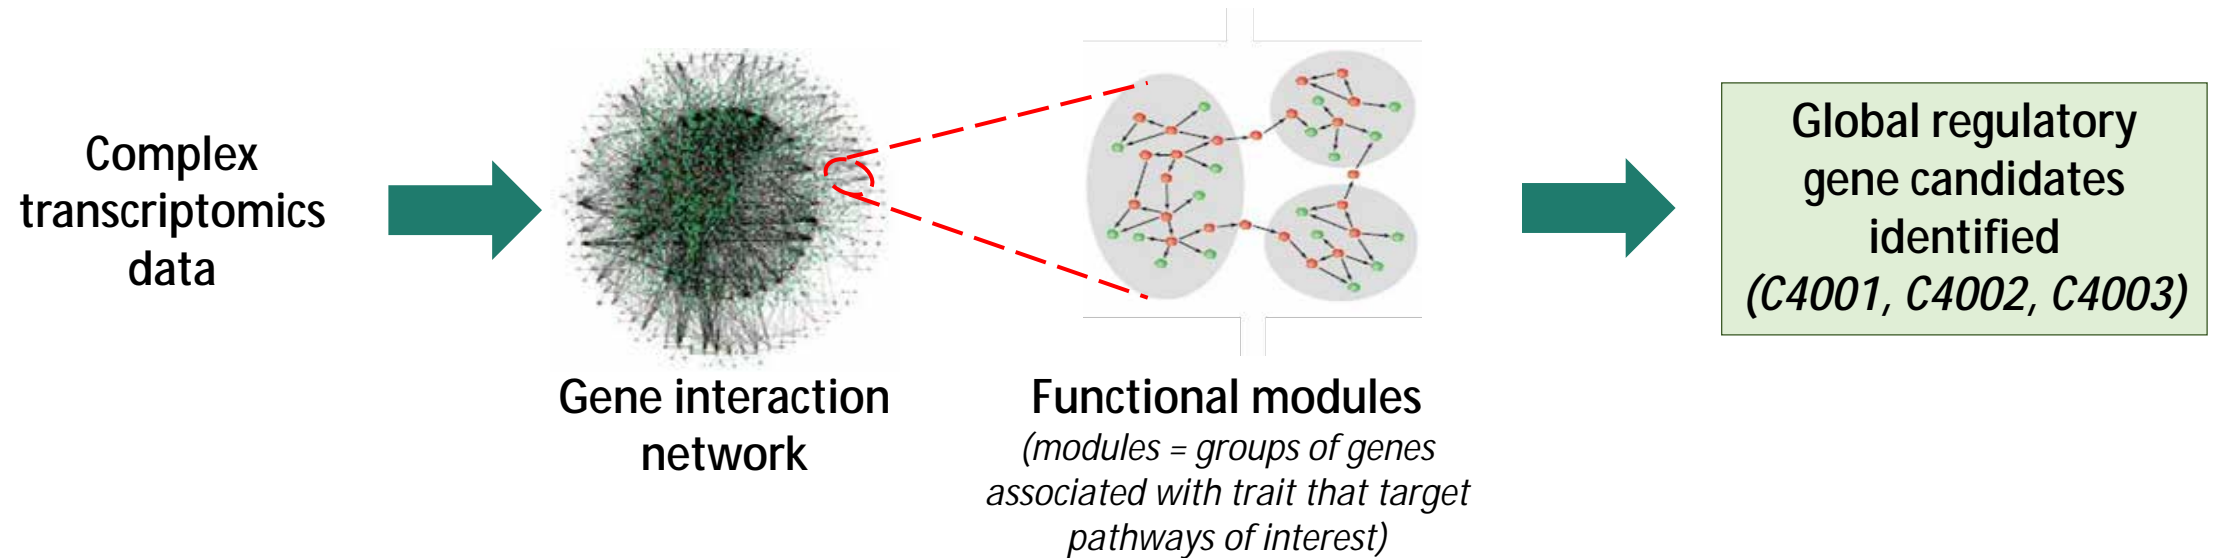 Complex
transcriptomics
data
Gene interaction
network
Functional modules
(modules = groups of genes
associated with trait that target
pathways of interest)
Global regulatory
gene candidates
identified
(C4001, C4002, C4003)